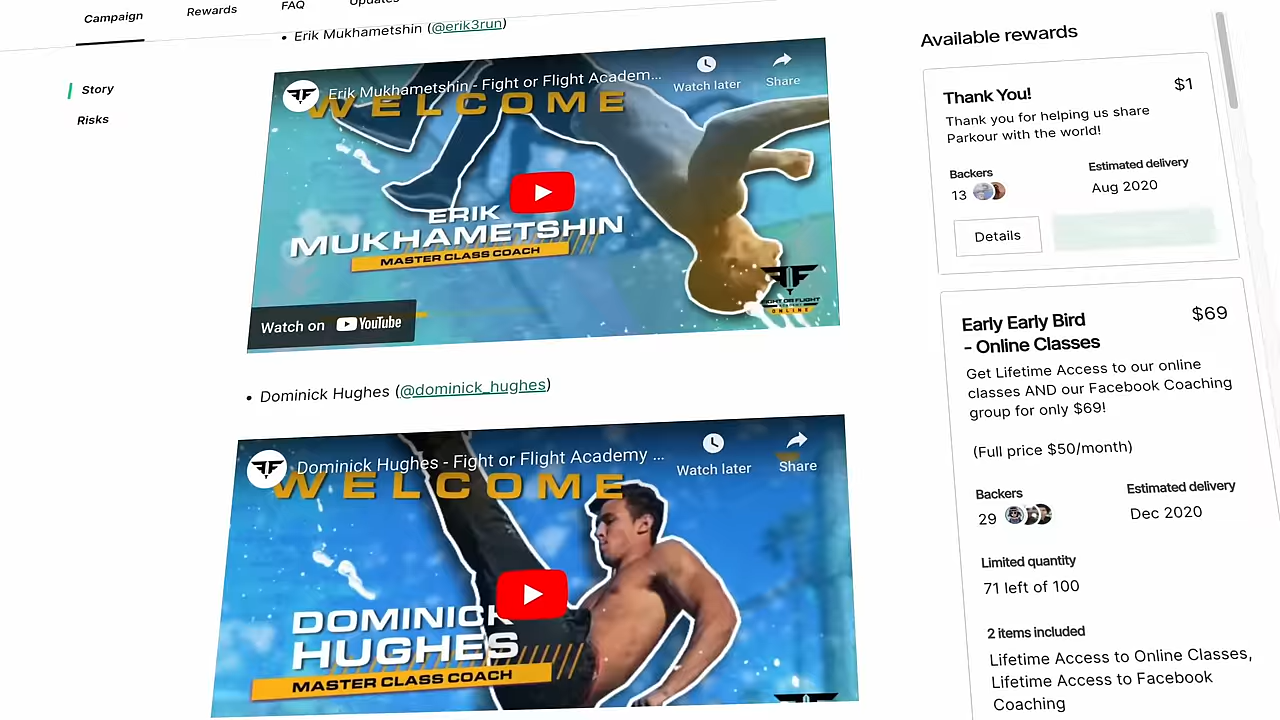 Campaign
Rewards
FAQ
Updates
Story
Risks
• Erik Mukhametshin (@erik3run)
Erik Mukhametshin - Fight or Flight Academ...
Watch later
Share
WELCOME
ERIK
MUKHAMETSHIN
MASTER CLASS COACH
FIGHT OR FLIGHT
ACADEMY
ONLINE
Watch on YouTube
• Dominick Hughes (@dominick_hughes)
Dominick Hughes - Fight or Flight Academy ...
Watch later
Share
WELCOME
DOMINICK
HUGHES
MASTER CLASS COACH
Available rewards
Thank You!
$1
Thank you for helping us share
Parkour with the world!
Backers
13
Estimated delivery
Aug 2020
Details
Early Early Bird
- Online Classes
$69
Get Lifetime Access to our online
classes AND our Facebook Coaching
group for only $69!
(Full price $50/month)
Backers
29
Estimated delivery
Dec 2020
Limited quantity
71 left of 100
2 items included
Lifetime Access to Online Classes,
Lifetime Access to Facebook
Coaching